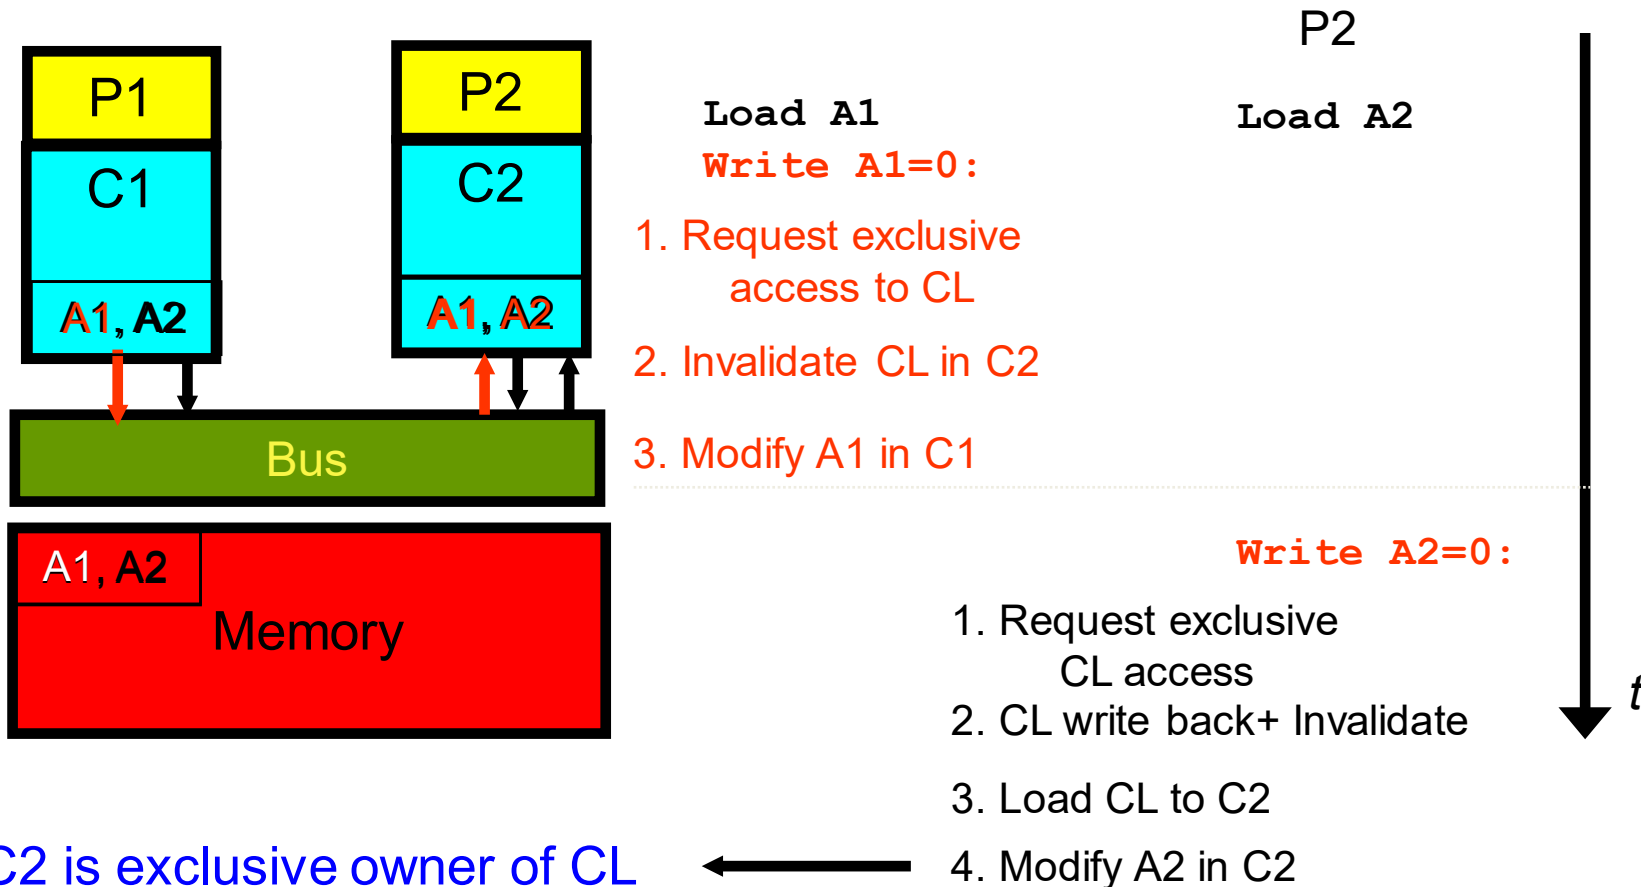 P2
P1
P2
Load A1
Load A2
Write A1=0:
C1
C2
1. Request exclusive
access to CL
A1, A2
A1, A2
2. Invalidate CL in C2
Bus
3. Modify A1 in C1
A1, A2
Memory
Write A2=0:
1. Request exclusive
CL access
2. CL write back+ Invalidate
t
3. Load CL to C2
C2 is exclusive owner of CL
4. Modify A2 in C2